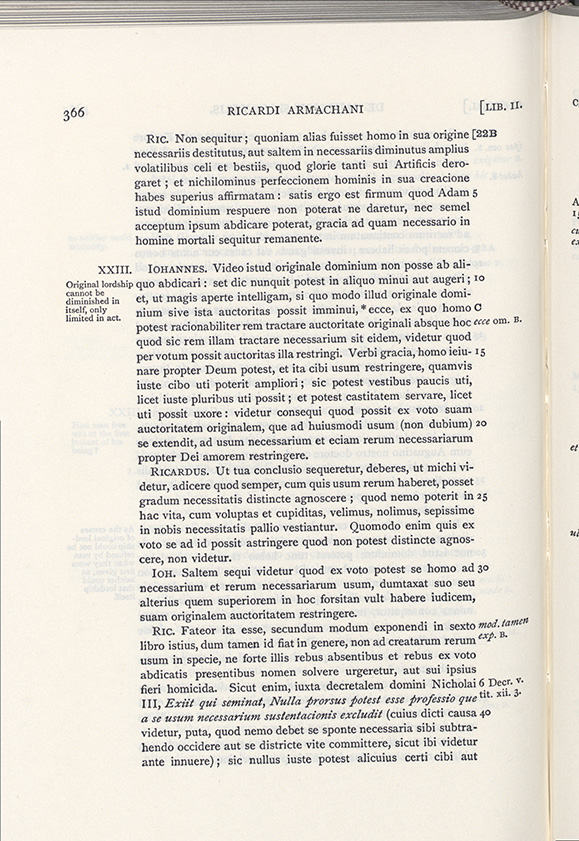 366
RICARDI ARMACHANI
[LIB. II.
RIC. Non sequitur; quoniam alias fuisset homo in sua origine [22B
necessariis destitutus, aut saltem in necessariis diminutus amplius
volatilibus celi et bestiis, quod glorie tanti sui Artificis dero-
garet; et nichilominus perfeccionem hominis in sua creacione
habes superius affirmatam: satis ergo est firmum quod Adam 5
istud dominium respuere non poterat ne daretur, nec semel
acceptum ipsum abdicare poterat, gracia ad quam necessario in
homine mortali sequitur remanente.
XXIII.
Original lordship
cannot be
diminished in
itself, only
limited in act.
IOHANNES. Video istud originale dominium non posse ab ali-
quo abdicari: set dic nunquit potest in aliquo minui aut augeri; 10
et, ut magis aperte intelligam, si quo modo illud originale domi-
nium sive ista auctoritas possit imminui,* ecce, ex quo homo C
potest racionabiliter rem tractare auctoritate originali absque hoc ecce om. B.
quod sic rem illam tractare necessarium sit eidem, videtur quod
per votum possit auctoritas illa restringi. Verbi gracia, homo ieiu- 15
nare propter Deum potest, et ita cibi usum restringere, quamvis
iuste cibo uti poterit ampliori; sic potest vestibus paucis uti,
licet iuste pluribus uti possit; et potest castitatem servare, licet
uti possit uxore: videtur consequi quod possit ex voto suam
auctoritatem originalem, que ad huiusmodi usum (non dubium) 20
se extendit, ad usum necessarium et eciam rerum necessariarum
propter Dei amorem restringere.
RICARDUS. Ut tua conclusio sequeretur, deberes, ut michi vi-
detur, adicere quod semper, cum quis usum rerum haberet, posset
gradum necessitatis distincte agnoscere; quod nemo poterit in 25
hac vita, cum voluptas et cupiditas, velimus, nolimus, sepissime
in nobis necessitatis pallio vestiantur. Quomodo enim quis ex
voto se ad id possit astringere quod non potest distincte agnos-
cere, non videtur.
IOH. Saltem sequi videtur quod ex voto potest se homo ad 30
necessarium et rerum necessariarum usum, dumtaxat suo seu
alterius quem superiorem in hoc forsitan vult habere iudicem,
suam originalem auctoritatem restringere.
RIC. Fateor ita esse, secundum modum exponendi in sexto mod. tamen
libro istius, dum tamen id fiat in genere, non ad creatarum rerum exp. B.
usum in specie, ne forte illis rebus absentibus et rebus ex voto
abdicatis presentibus nomen solvere urgeretur, aut sui ipsius
fieri homicida. Sicut enim, iuxta decretalem domini Nicholai 6 Decr. v.
III, Exiit qui seminat, Nulla prorsus potest esse professio que tit. xii. 3.
a se usum necessarium sustentacionis excludit (cuius dicti causa 40
videtur, puta, quod nemo debet se sponte necessaria sibi subtra-
hendo occidere aut se districte vite committere, sicut ibi videtur
ante innuere); sic nullus iuste potest alicuius certi cibi aut